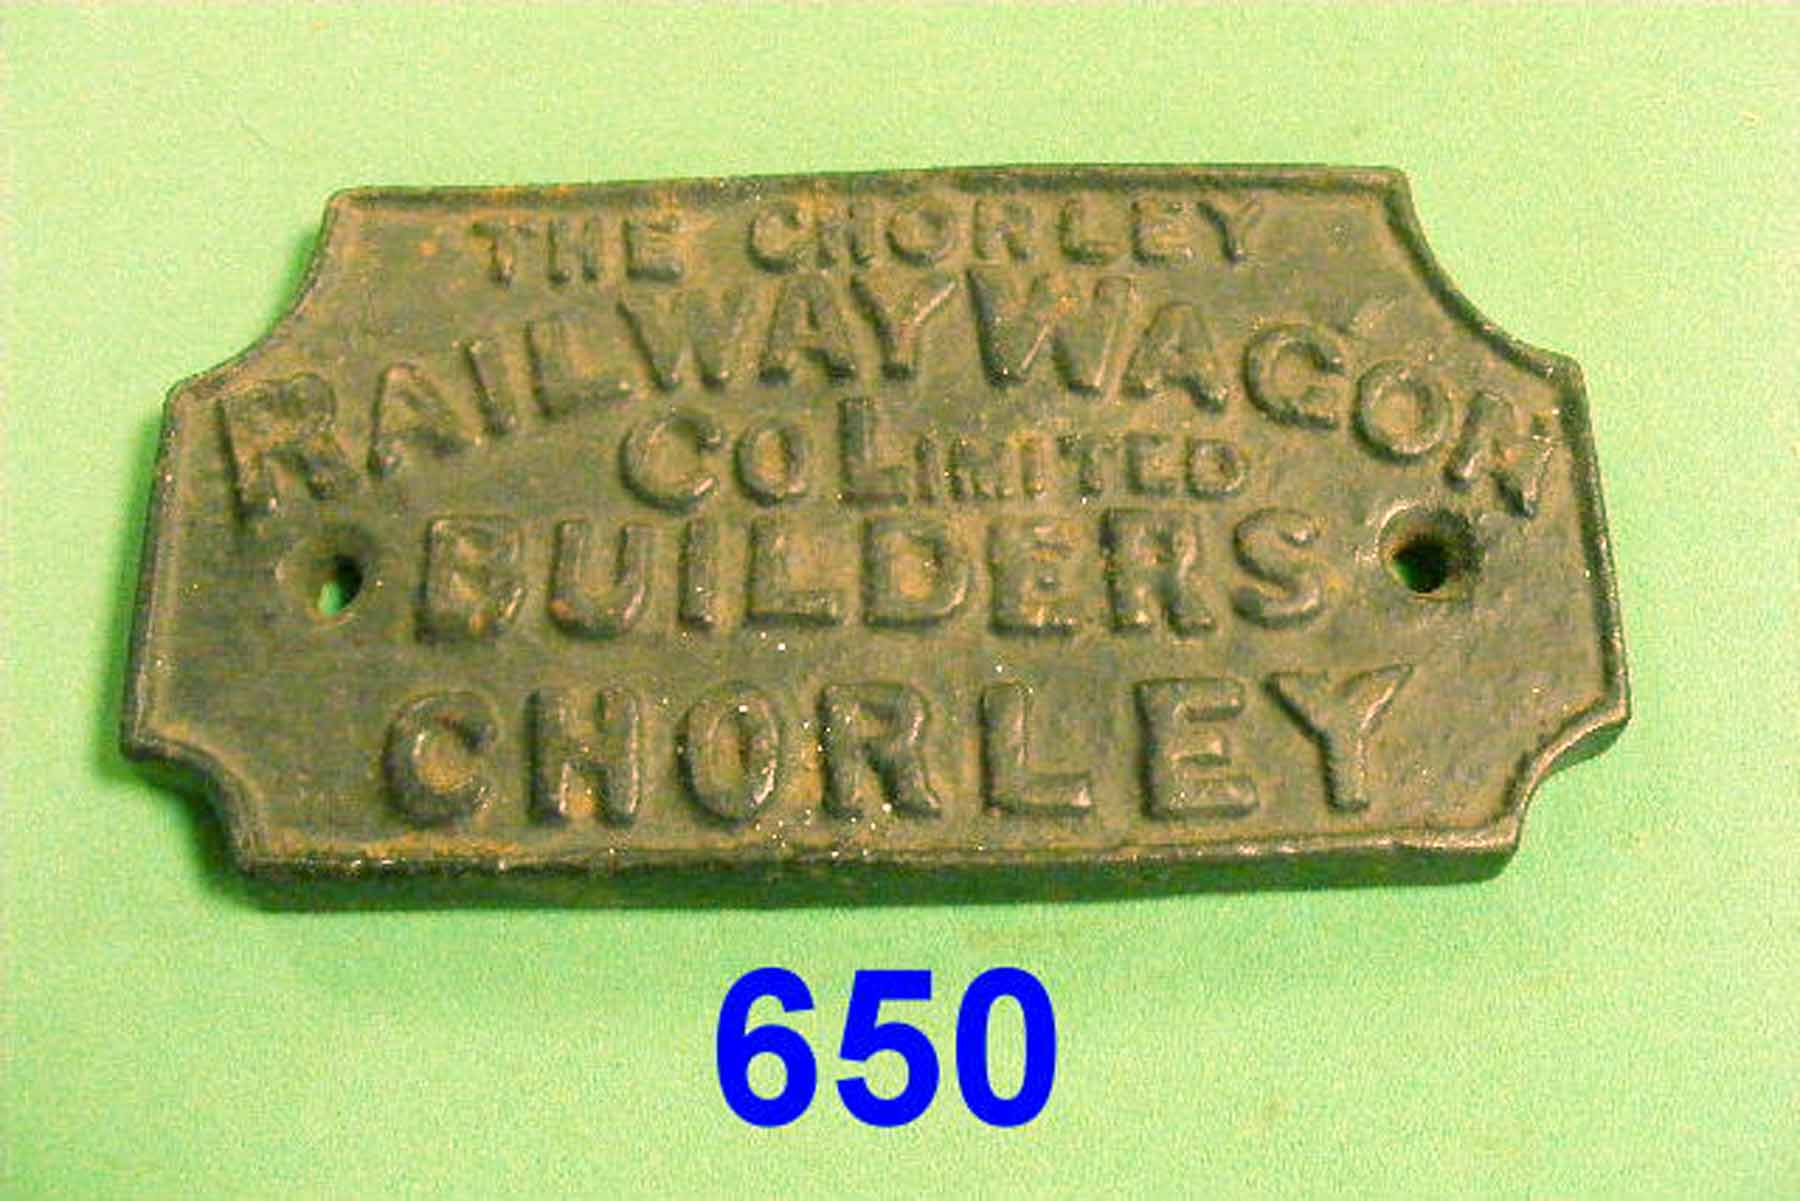 THE CHORLEY
RAILWAY WAGON
CO LIMITED
BUILDERS
CHORLEY
650